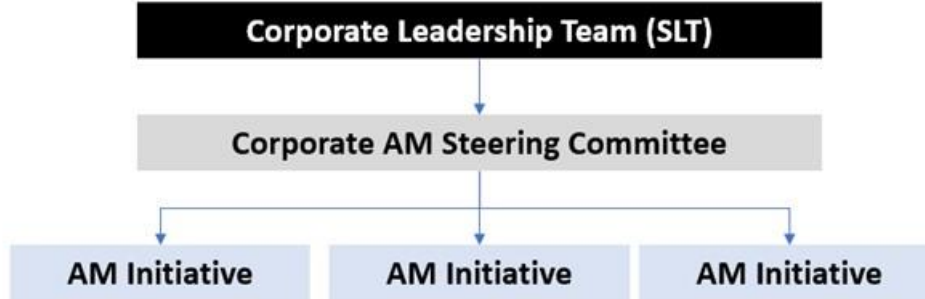 Corporate Leadership Team (SLT)
Corporate AM Steering Committee
AM Initiative
AM Initiative
AM Initiative